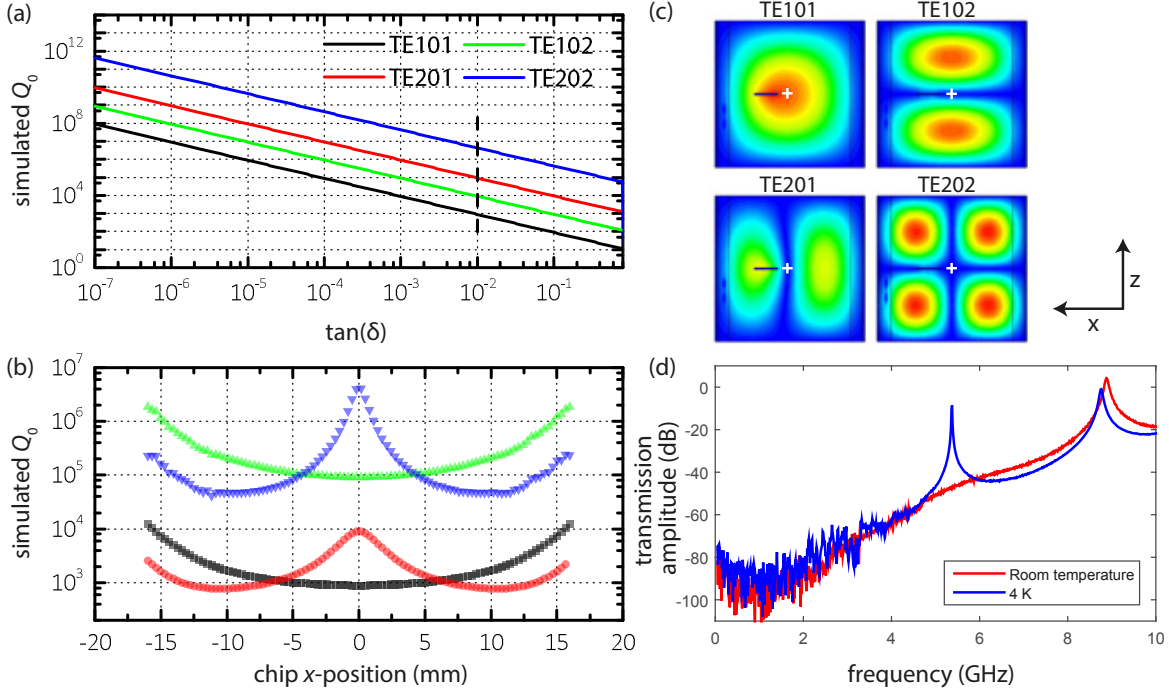 (a)
simulated Q0
10^12
10^8
10^4
10^0
TE101 TE102
TE201 TE202
10^-7 10^-6 10^-5 10^-4 10^-3 10^-2 10^-1
tan(δ)
(b)
simulated Q0
10^7
10^6
10^5
10^4
10^3
-20 -15 -10 -5 0 5 10 15 20
chip x-position (mm)
(c)
TE101 TE102
TE201 TE202
z
x
(d)
transmission
amplitude (dB)
0
-20
-40
-60
-80
-100
Room temperature
4 K
0 2 4 6 8 10
frequency (GHz)